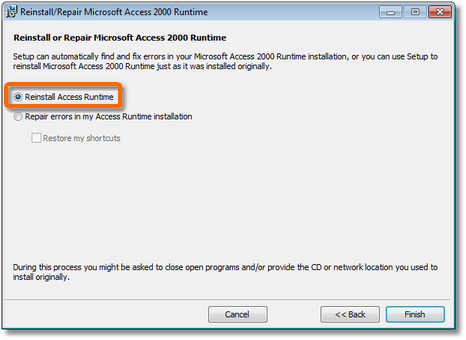 Reinstall/Repair Microsoft Access 2000 Runtime
Reinstall or Repair Microsoft Access 2000 Runtime
Setup can automatically find and fix errors in your Microsoft Access 2000 Runtime installation, or you can use Setup to
reinstall Microsoft Access 2000 Runtime just as it was installed originally.
Reinstall Access Runtime
Repair errors in my Access Runtime installation
Restore my shortcuts
During this process you might be asked to close open programs and/or provide the CD or network location you used to
install originally.
Cancel
<< Back
Finish